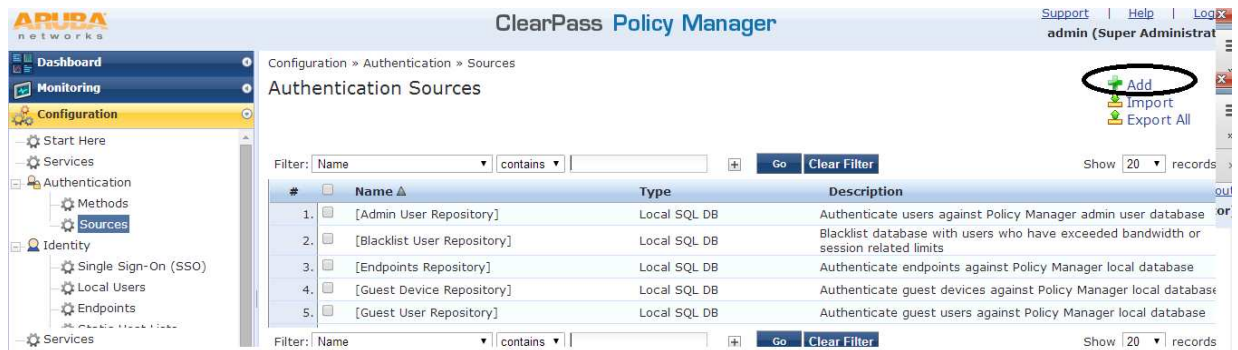 ARUBA
networks
ClearPass Policy Manager
Support | Help | Log
admin (Super Administrat
Dashboard
Monitoring
Configuration
Start Here
Services
Authentication
Methods
Sources
Identity
Single Sign-On (SSO)
Local Users
Endpoints
Static Host Lists
Services
Configuration » Authentication » Sources
Authentication Sources
Add
Import
Export All
Filter: Name contains Go Clear Filter Show 20 records
# Name Type Description
1. [Admin User Repository] Local SQL DB Authenticate users against Policy Manager admin user database
2. [Blacklist User Repository] Local SQL DB Blacklist database with users who have exceeded bandwidth or
session related limits
3. [Endpoints Repository] Local SQL DB Authenticate endpoints against Policy Manager local database
4. [Guest Device Repository] Local SQL DB Authenticate guest devices against Policy Manager local database
5. [Guest User Repository] Local SQL DB Authenticate guest users against Policy Manager local database
Filter: Name contains Go Clear Filter Show 20 records
out
or)